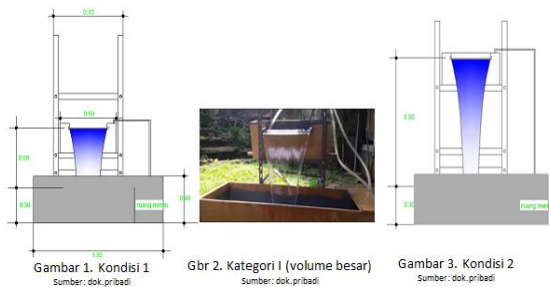 0.70
0.50
0.50
0.30
0.60
ruang mesin
1.30
Gambar 1. Kondisi 1
Sumber: dok.pribadi
Gbr 2. Kategori I (volume besar)
Sumber: dok.pribadi
1.00
0.30
ruang mesin
Gambar 3. Kondisi 2
Sumber: dok.pribadi